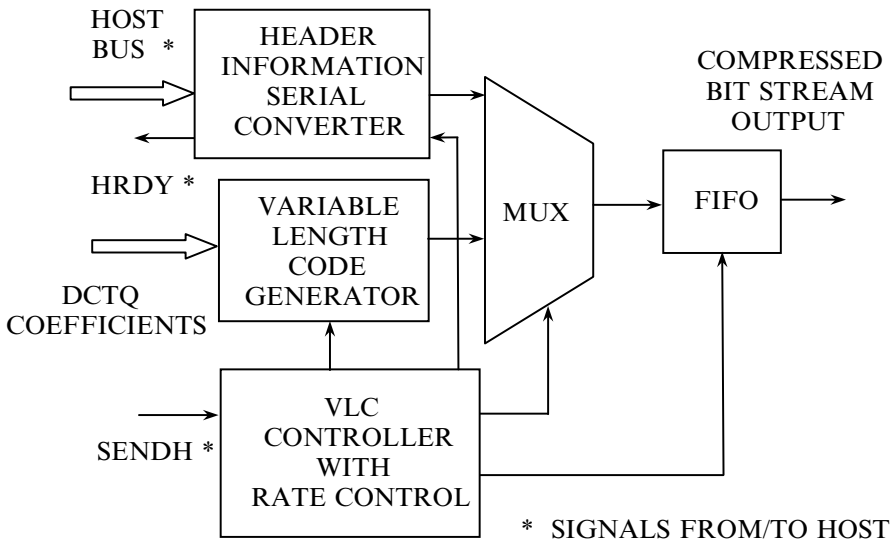 HOST
BUS *
HEADER
INFORMATION
SERIAL
CONVERTER
HRDY *
VARIABLE
LENGTH
CODE
GENERATOR
DCTQ
COEFFICIENTS
MUX
COMPRESSED
BIT STREAM
OUTPUT
FIFO
SENDH *
VLC
CONTROLLER
WITH
RATE CONTROL
* SIGNALS FROM/TO HOST